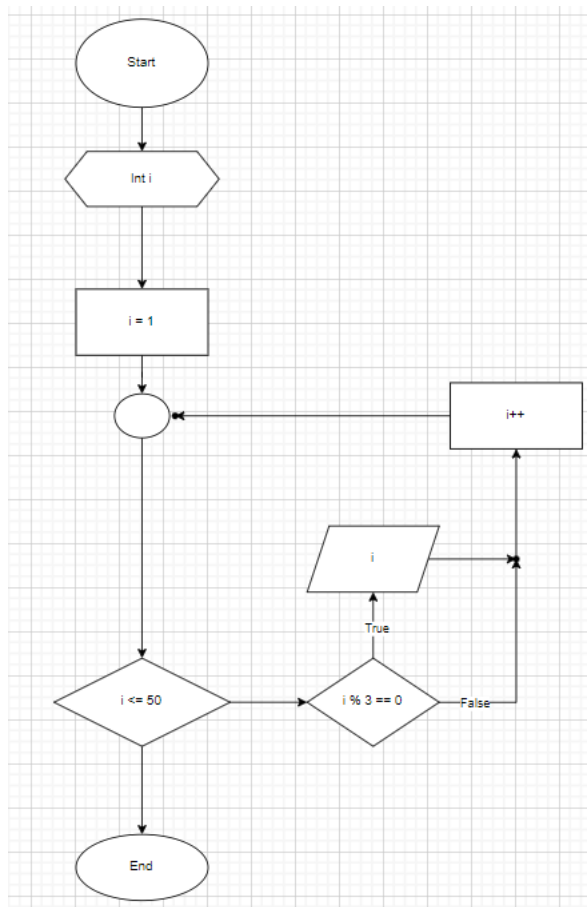 Start
Int i
i = 1
i++
i
True
i <= 50
i % 3 == 0
False
End